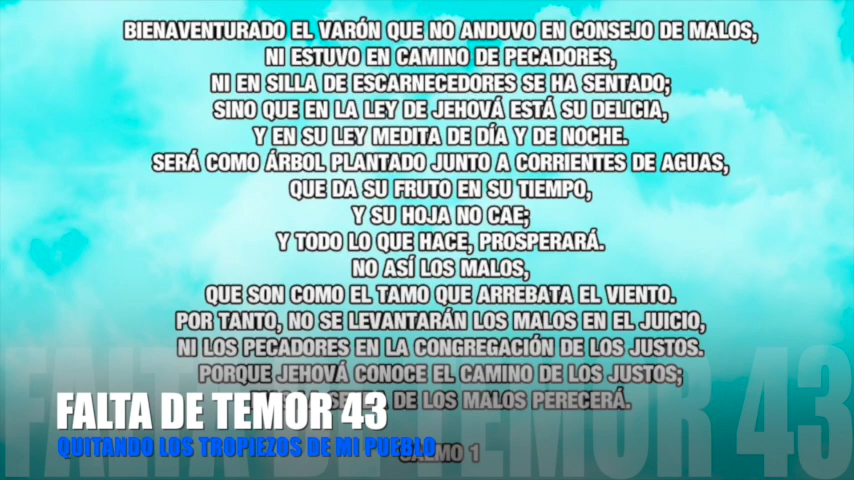 BIENAVENTURADO EL VARÓN QUE NO ANDUVO EN CONSEJO DE MALOS,
NI ESTUVO EN CAMINO DE PECADORES,
NI EN SILLA DE ESCARNECEDORES SE HA SENTADO;
SINO QUE EN LA LEY DE JEHOVÁ ESTÁ SU DELICIA,
Y EN SU LEY MEDITA DE DÍA Y DE NOCHE.
SERÁ COMO ÁRBOL PLANTADO JUNTO A CORRIENTES DE AGUAS,
QUE DA SU FRUTO EN SU TIEMPO,
Y SU HOJA NO CAE;
Y TODO LO QUE HACE, PROSPERARÁ.
NO ASÍ LOS MALOS,
QUE SON COMO EL TAMO QUE ARREBATA EL VIENTO.
POR TANTO, NO SE LEVANTARÁN LOS MALOS EN EL JUICIO,
NI LOS PECADORES EN LA CONGREGACIÓN DE LOS JUSTOS.
PORQUE JEHOVÁ CONOCE EL CAMINO DE LOS JUSTOS;
DE LOS MALOS PERECERÁ.
SALMO 1
FALTA DE TEMOR 43
FALTA DE TEMOR 43
QUITANDO LOS TROPIEZOS DE MI PUEBLO